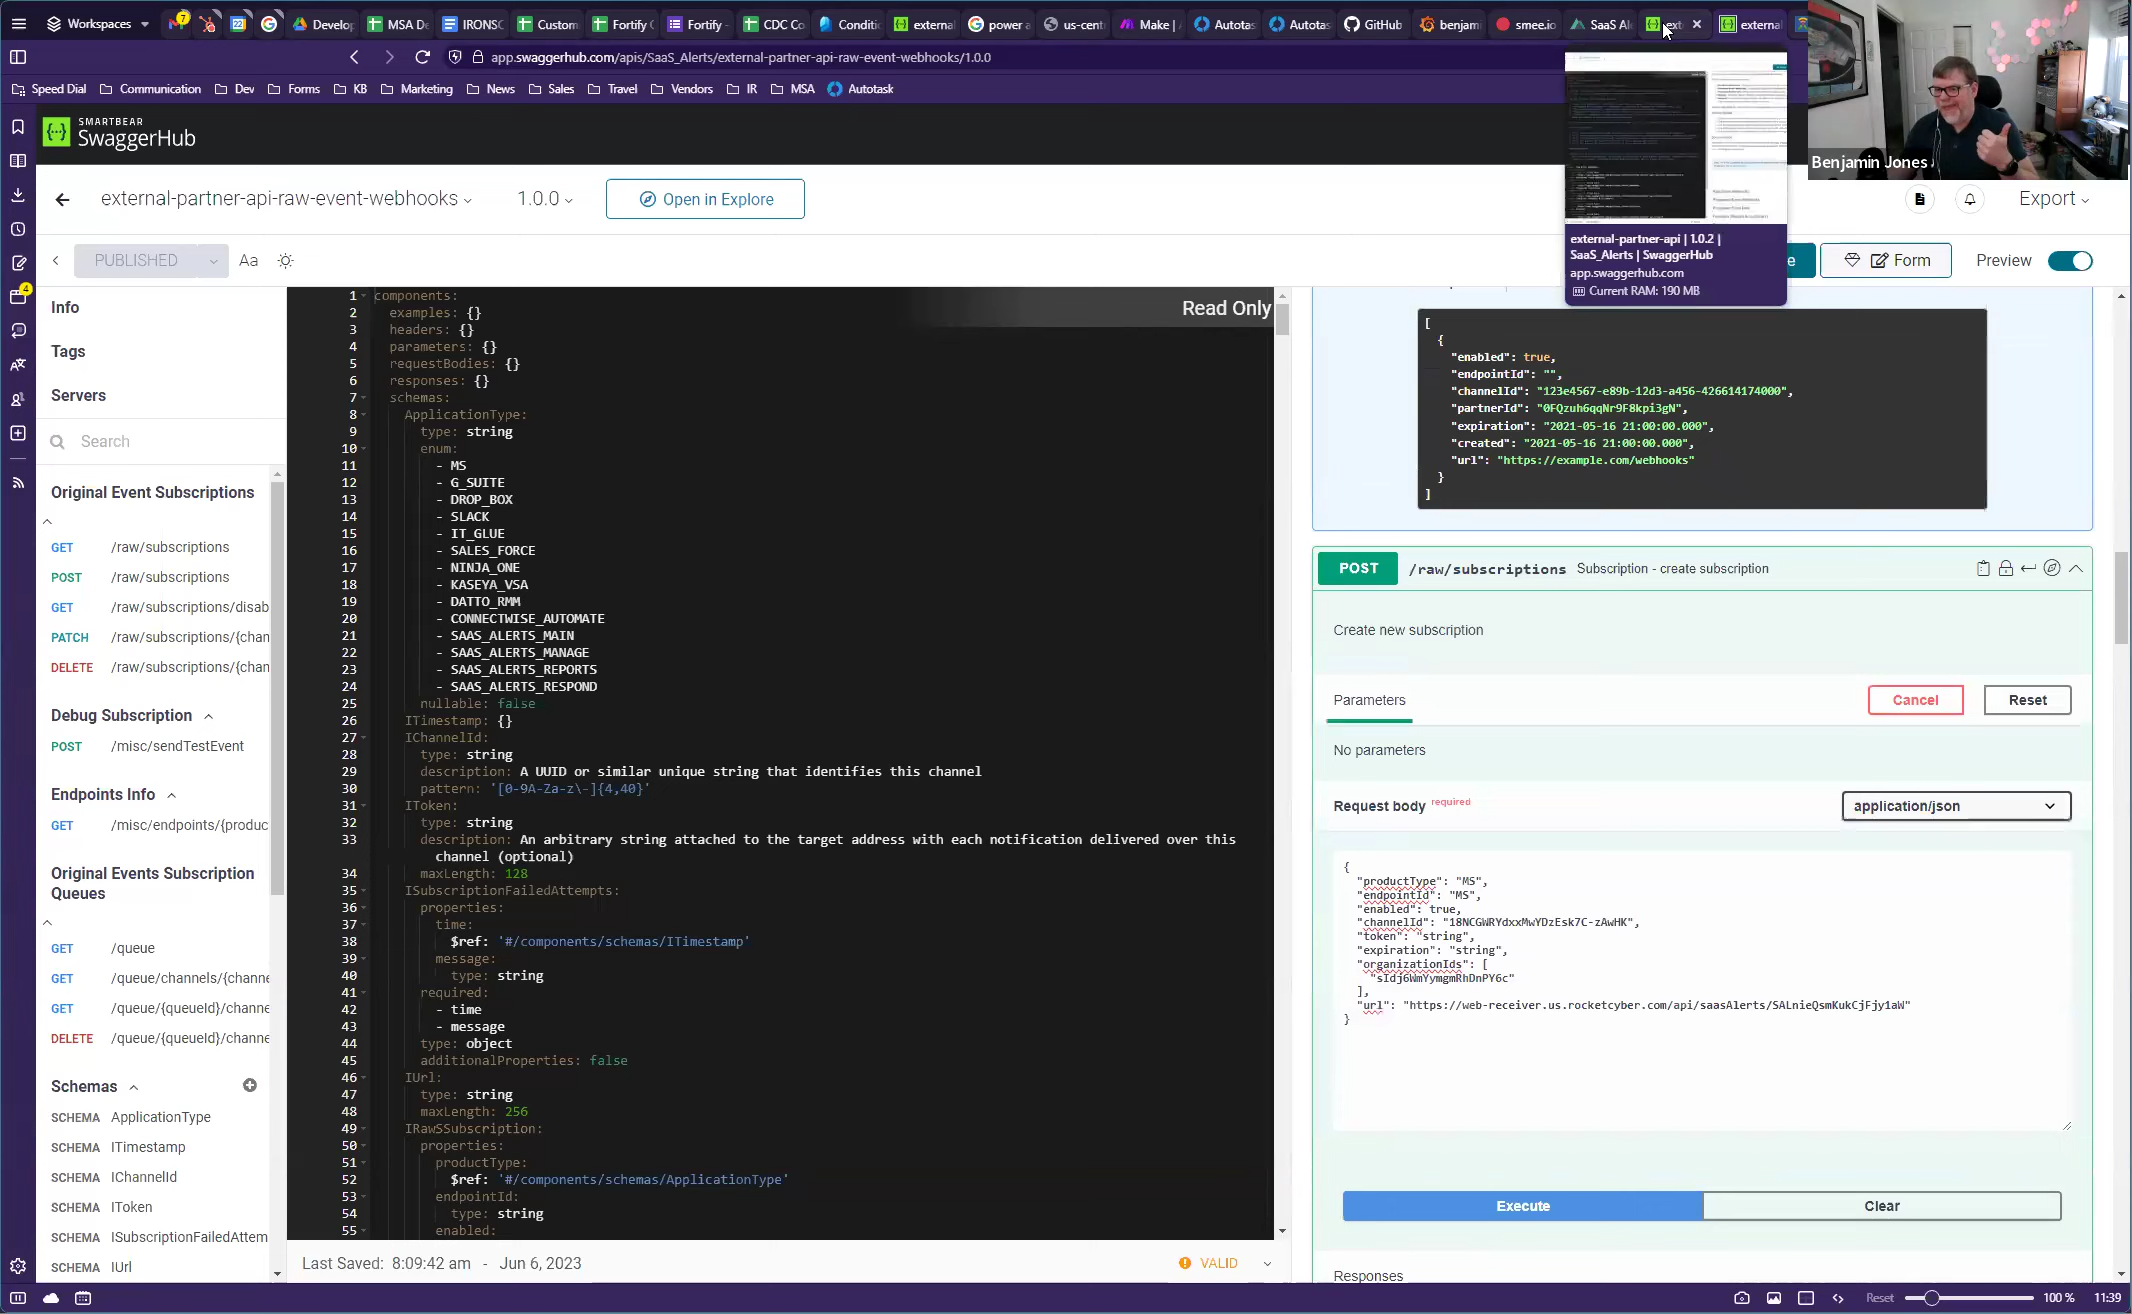 Workspaces
7
22
Develop
MSA De
IRONSC
Custom
Fortify C
Fortify -
CDC Co
Conditio
external
power a
us-cent
Make | A
Autotas
Autotas
GitHub
benjam
smee.io
SaaS Al
ext
external
app.swaggerhub.com/apis/SaaS_Alerts/external-partner-api-raw-event-webhooks/1.0.0
Speed Dial
Communication
Dev
Forms
KB
Marketing
News
Sales
Travel
Vendors
IR
MSA
Autotask
SMARTBEAR
SwaggerHub
Benjamin Jones
external-partner-api-raw-event-webhooks
1.0.0
Open in Explore
Export
external-partner-api | 1.0.2 |
SaaS_Alerts | SwaggerHub
app.swaggerhub.com
Current RAM: 190 MB
PUBLISHED
Aa
e
Form
Preview
4
Info
Tags
Servers
Search
Original Event Subscriptions
GET /raw/subscriptions
POST /raw/subscriptions
GET /raw/subscriptions/disab
PATCH /raw/subscriptions/{chan
DELETE /raw/subscriptions/{chan
Debug Subscription
POST /misc/sendTestEvent
Endpoints Info
GET /misc/endpoints/{produc
Original Events Subscription
Queues
GET /queue
GET /queue/channels/{channe
GET /queue/{queueId}/channe
DELETE /queue/{queueId}/channe
Schemas
SCHEMA ApplicationType
SCHEMA ITimestamp
SCHEMA IChannelId
SCHEMA IToken
SCHEMA ISubscriptionFailedAttem
SCHEMA IUrl
Read Only
1 components:
2 examples: {}
3 headers: {}
4 parameters: {}
5 requestBodies: {}
6 responses: {}
7 schemas:
8 ApplicationType:
9 type: string
10 enum:
11 - MS
12 - G_SUITE
13 - DROP_BOX
14 - SLACK
15 - IT_GLUE
16 - SALES_FORCE
17 - NINJA_ONE
18 - KASEYA_VSA
19 - DATTO_RMM
20 - CONNECTWISE_AUTOMATE
21 - SAAS_ALERTS_MAIN
22 - SAAS_ALERTS_MANAGE
23 - SAAS_ALERTS_REPORTS
24 - SAAS_ALERTS_RESPOND
25 nullable: false
26 ITimestamp: {}
27 IChannelId:
28 type: string
29 description: A UUID or similar unique string that identifies this channel
30 pattern: '[0-9A-Za-z\-]{4,40}'
31 IToken:
32 type: string
33 description: An arbitrary string attached to the target address with each notification delivered over this
channel (optional)
34 maxLength: 128
35 ISubscriptionFailedAttempts:
36 properties:
37 time:
38 $ref: '#/components/schemas/ITimestamp'
39 message:
40 type: string
41 required:
42 - time
43 - message
44 type: object
45 additionalProperties: false
46 IUrl:
47 type: string
48 maxLength: 256
49 IRawSSubscription:
50 properties:
51 productType:
52 $ref: '#/components/schemas/ApplicationType'
53 endpointId:
54 type: string
55 enabled:
Last Saved: 8:09:42 am - Jun 6, 2023
VALID
[
{
"enabled": true,
"endpointId": "",
"channelId": "123e4567-e89b-12d3-a456-426614174000",
"partnerId": "0FQzuh6qqNr9F8kpi3gN",
"expiration": "2021-05-16 21:00:00.000",
"created": "2021-05-16 21:00:00.000",
"url": "https://example.com/webhooks"
}
]
POST /raw/subscriptions Subscription - create subscription
Create new subscription
Parameters
Cancel
Reset
No parameters
Request body required
application/json
{
"productType": "MS",
"endpointId": "MS",
"enabled": true,
"channelId": "18NCGWRYdxxMwYDzEsk7C-zAwHK",
"token": "string",
"expiration": "string",
"organizationIds": [
"sIdj6WmYymgmRhDnPY6c"
],
"url": "https://web-receiver.us.rocketcyber.com/api/saasAlerts/SALnieQsmKukCjFjy1aW"
}
Execute
Clear
Responses
Reset
100 %
11:39